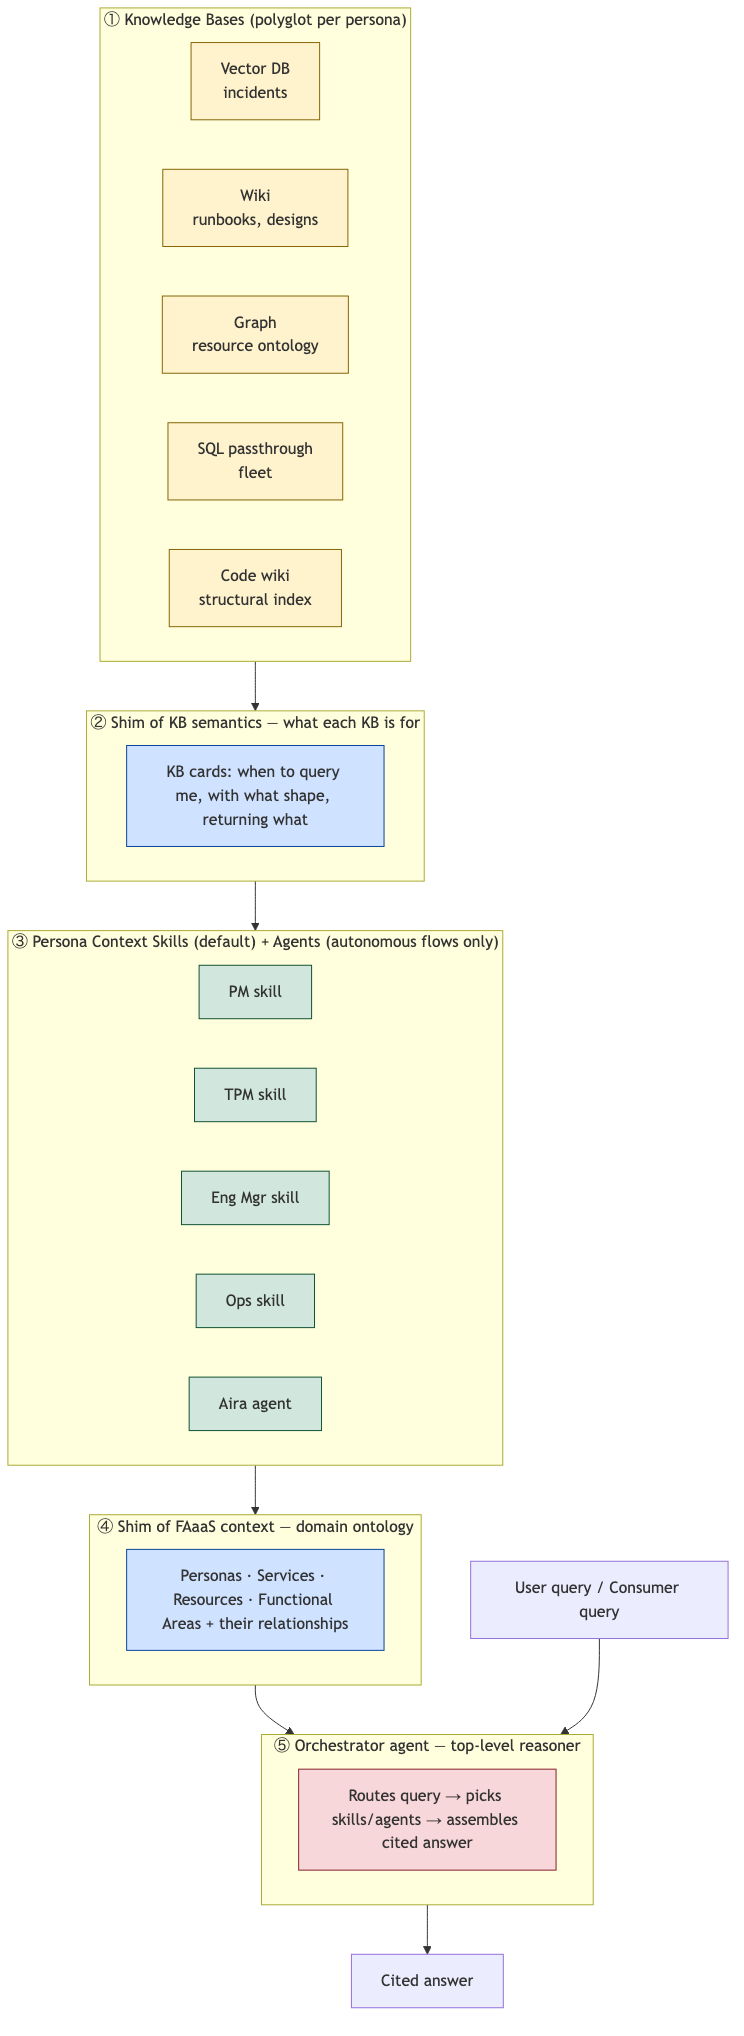 ① Knowledge Bases (polyglot per persona)
Vector DB
incidents
Wiki
runbooks, designs
Graph
resource ontology
SQL passthrough
fleet
Code wiki
structural index
② Shim of KB semantics — what each KB is for
KB cards: when to query
me, with what shape,
returning what
③ Persona Context Skills (default) + Agents (autonomous flows only)
PM skill
TPM skill
Eng Mgr skill
Ops skill
Aira agent
④ Shim of FAaaS context — domain ontology
Personas · Services ·
Resources · Functional
Areas + their relationships
User query / Consumer
query
⑤ Orchestrator agent — top-level reasoner
Routes query → picks
skills/agents → assembles
cited answer
Cited answer